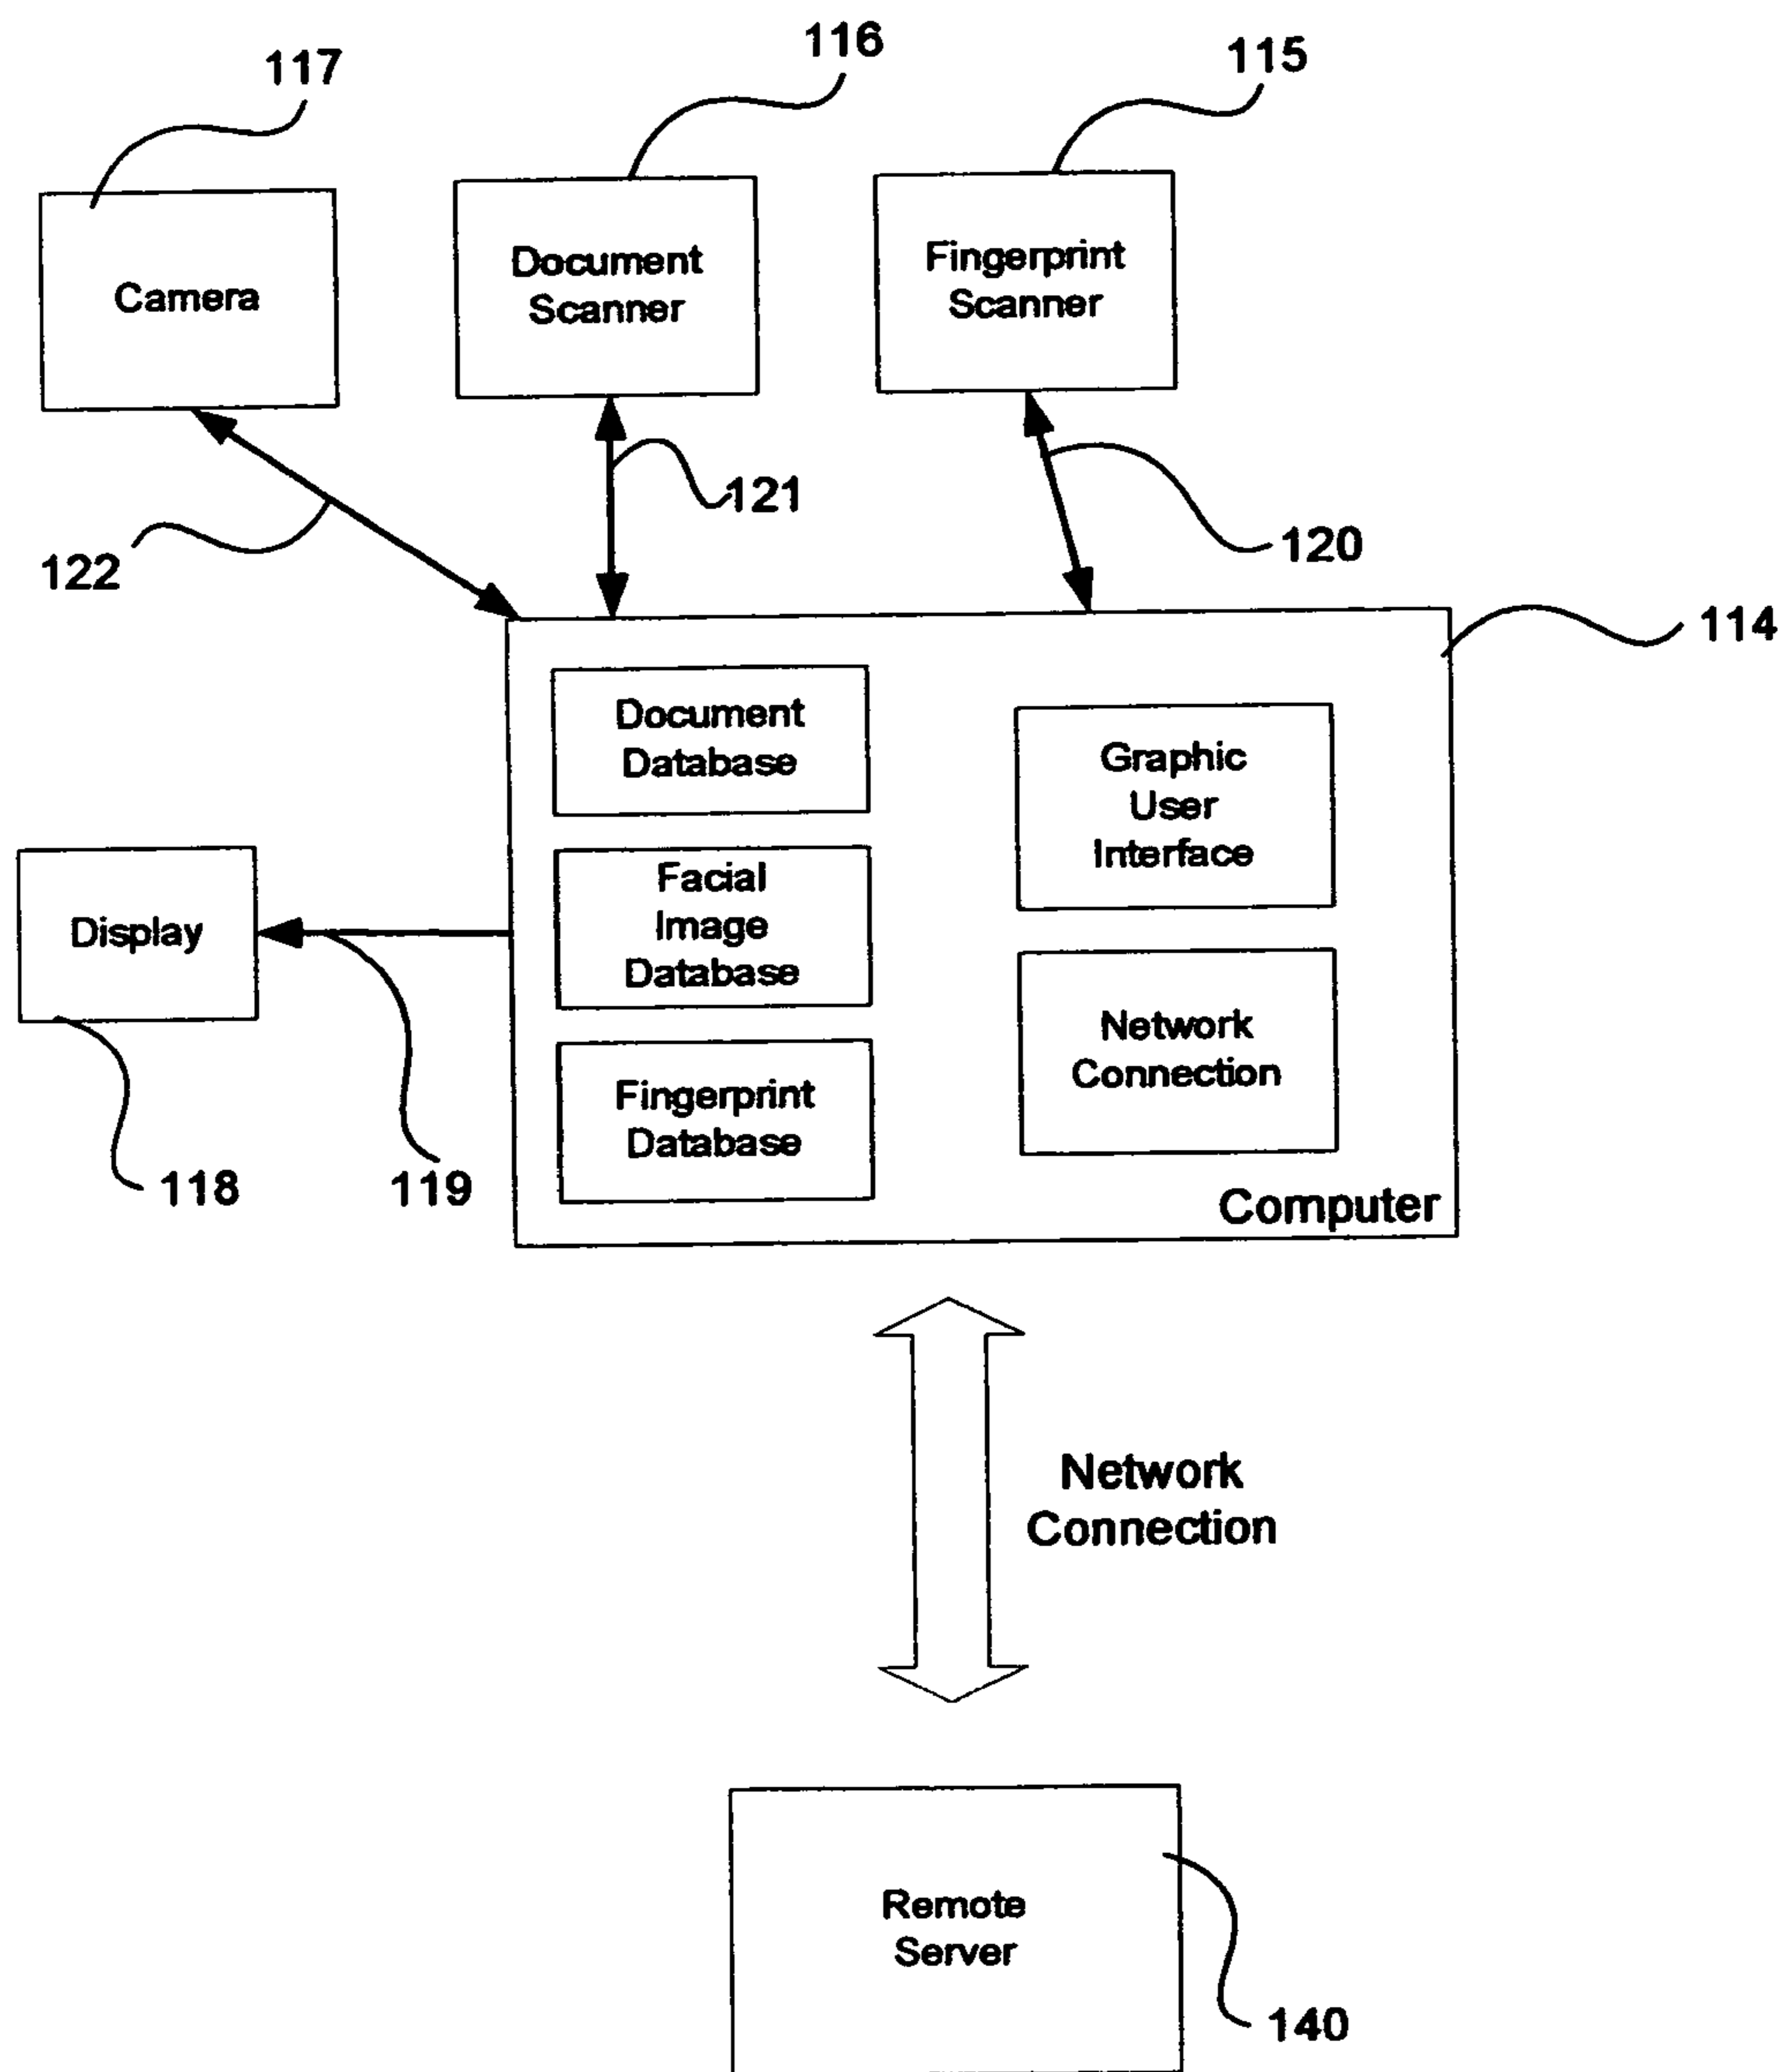 117
116
115
Camera
Document
Scanner
Fingerprint
Scanner
122
121
120
114
Document
Database
Graphic
User
Interface
Display
Facial
Image
Database
Network
Connection
Fingerprint
Database
118
119
Computer
Network
Connection
Remote
Server
140